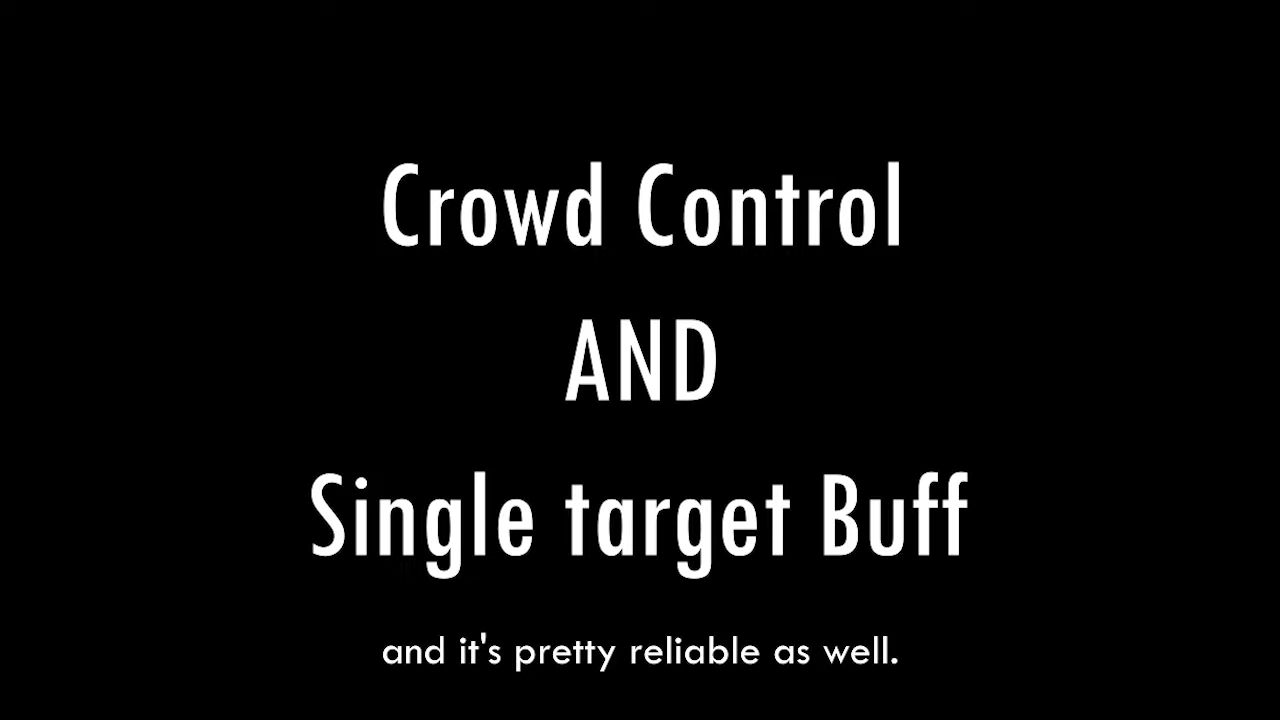 Crowd Control
AND
Single target Buff
and it's pretty reliable as well.